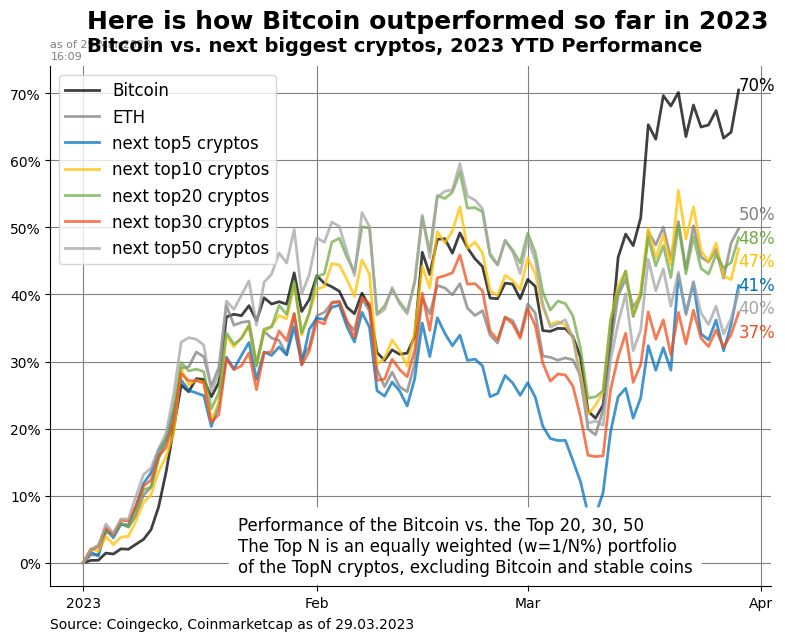 Here is how Bitcoin outperformed so far in 2023
Bitcoin vs. next biggest cryptos, 2023 YTD Performance
as of
16:09
Bitcoin
ETH
next top5 cryptos
next top10 cryptos
next top20 cryptos
next top30 cryptos
next top50 cryptos
70%
60%
50%
40%
30%
20%
10%
0%
70%
50%
48%
47%
41%
40%
37%
Performance of the Bitcoin vs. the Top 20, 30, 50
The Top N is an equally weighted (w=1/N%) portfolio
of the TopN cryptos, excluding Bitcoin and stable coins
2023
Feb
Mar
Apr
Source: Coingecko, Coinmarketcap as of 29.03.2023